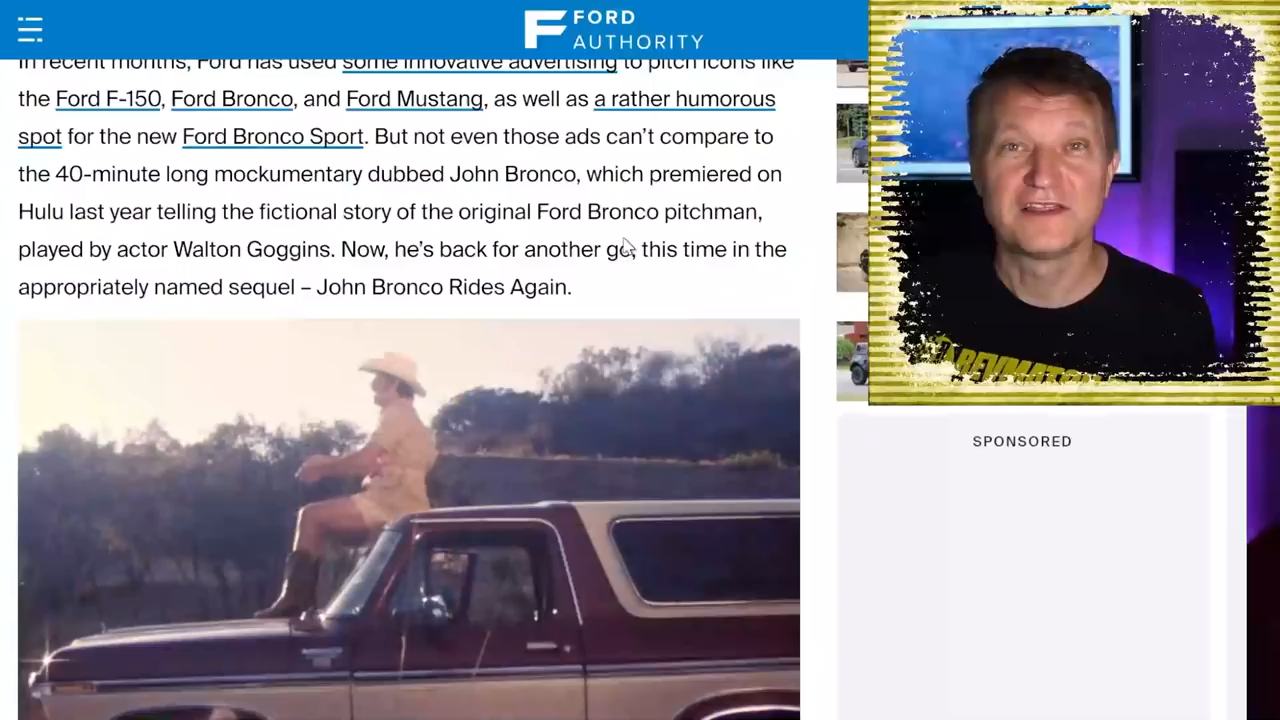 FORD
AUTHORITY
In recent months, Ford has used some innovative advertising to pitch icons like
the Ford F-150, Ford Bronco, and Ford Mustang, as well as a rather humorous
spot for the new Ford Bronco Sport. But not even those ads can't compare to
the 40-minute long mockumentary dubbed John Bronco, which premiered on
Hulu last year telling the fictional story of the original Ford Bronco pitchman,
played by actor Walton Goggins. Now, he's back for another go, this time in the
appropriately named sequel – John Bronco Rides Again.
SPONSORED